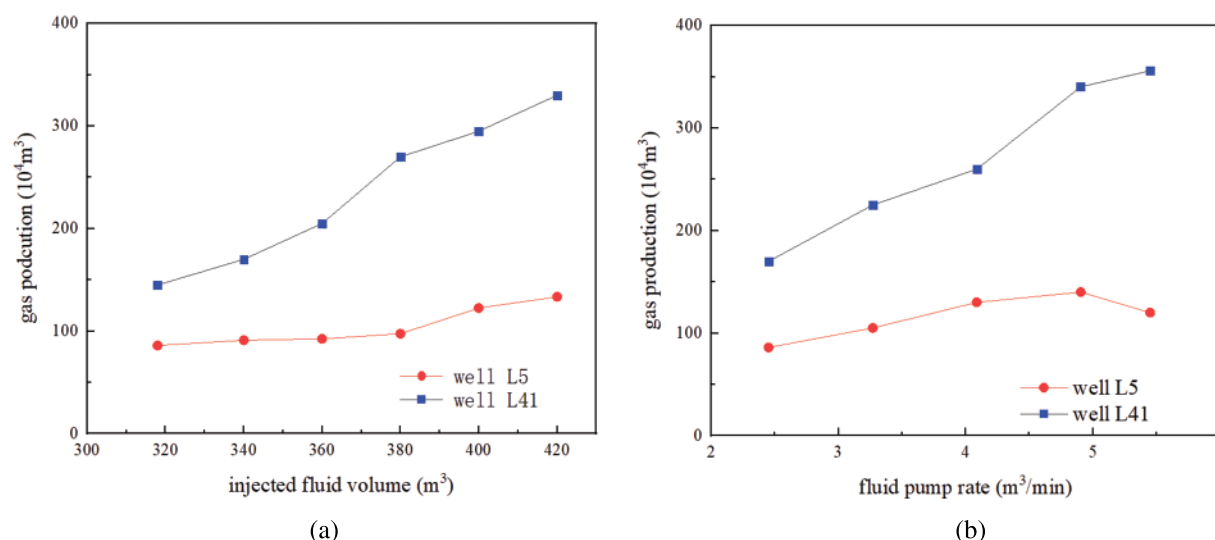 400
300
200
100
0
gas podcution (10⁴m³)
well L5
well L41
300 320 340 360 380 400 420
injected fluid volume (m³)
(a)
400
300
200
100
0
gas production (10⁴m³)
well L5
well L41
2 3 4 5
fluid pump rate (m³/min)
(b)